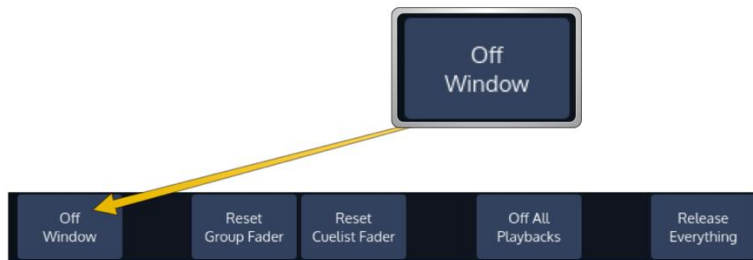 Off
Window
Off
Window
Reset
Group Fader
Reset
Cuelist Fader
Off All
Playbacks
Release
Everything